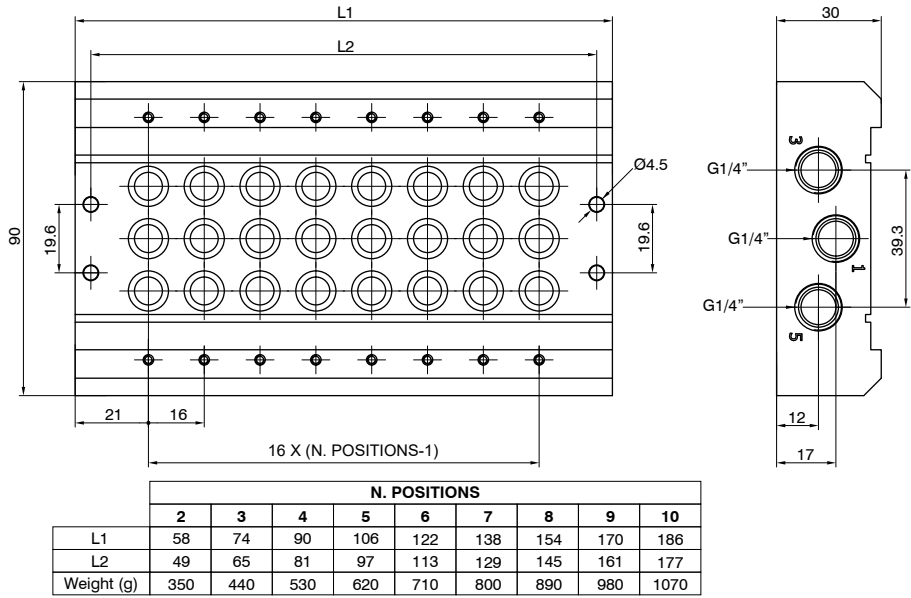 L1
30
L2
3
G1/4”
Ø4.5
90
19.6
19.6
G1/4”
39.3
1
G1/4”
5
21
16
12
16 X (N. POSITIONS-1)
17
N. POSITIONS
2 3 4 5 6 7 8 9 10
L1 58 74 90 106 122 138 154 170 186
L2 49 65 81 97 113 129 145 161 177
Weight (g) 350 440 530 620 710 800 890 980 1070